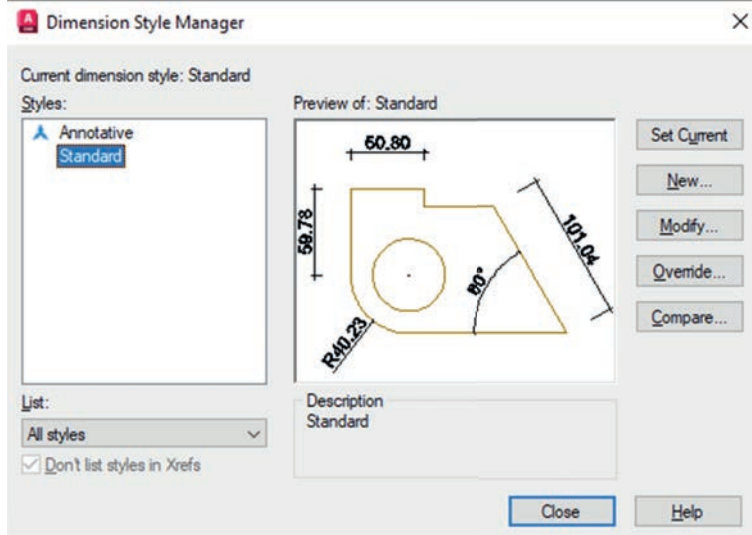 Dimension Style Manager
Current dimension style: Standard
Styles:
Annotative
Standard
Preview of: Standard
50.80
59.78
101.04
60°
R40.23
Set Current
New...
Modify...
Override...
Compare...
List:
All styles
Don't list styles in Xrefs
Description
Standard
Close
Help